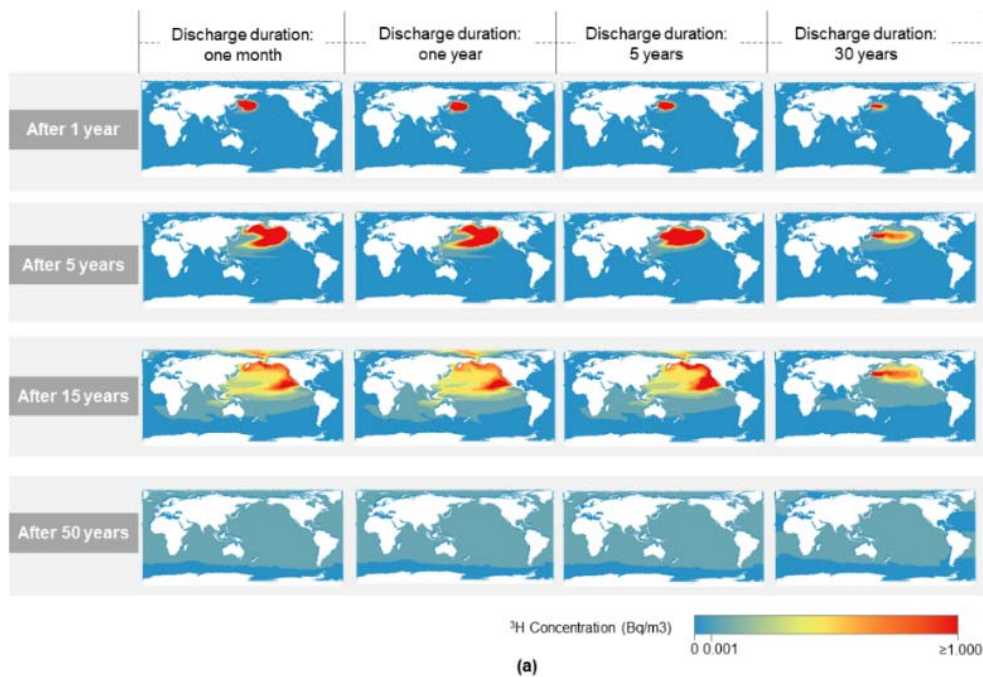 Discharge duration:
one month
Discharge duration:
one year
Discharge duration:
5 years
Discharge duration:
30 years
After 1 year
After 5 years
After 15 years
After 50 years
³H Concentration (Bq/m3)
0 0.001
≥1.000
(a)